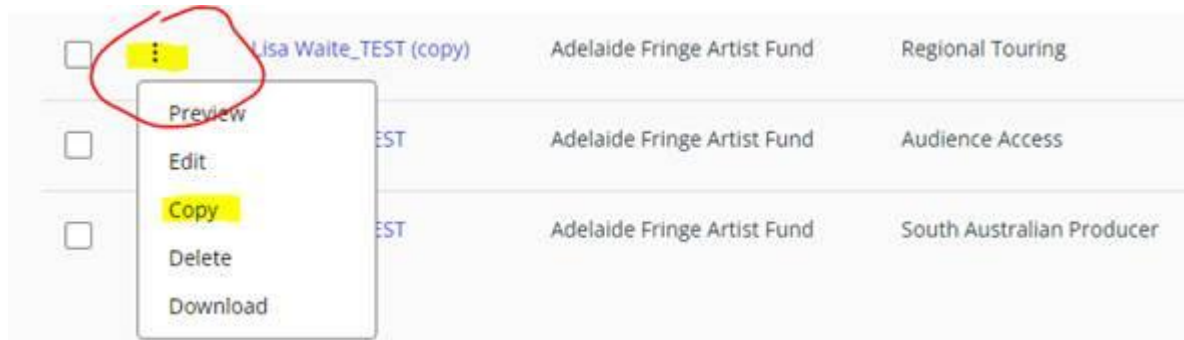 Lisa Waite_TEST (copy) Adelaide Fringe Artist Fund Regional Touring
Preview
EST Adelaide Fringe Artist Fund Audience Access
Edit
Copy
EST Adelaide Fringe Artist Fund South Australian Producer
Delete
Download